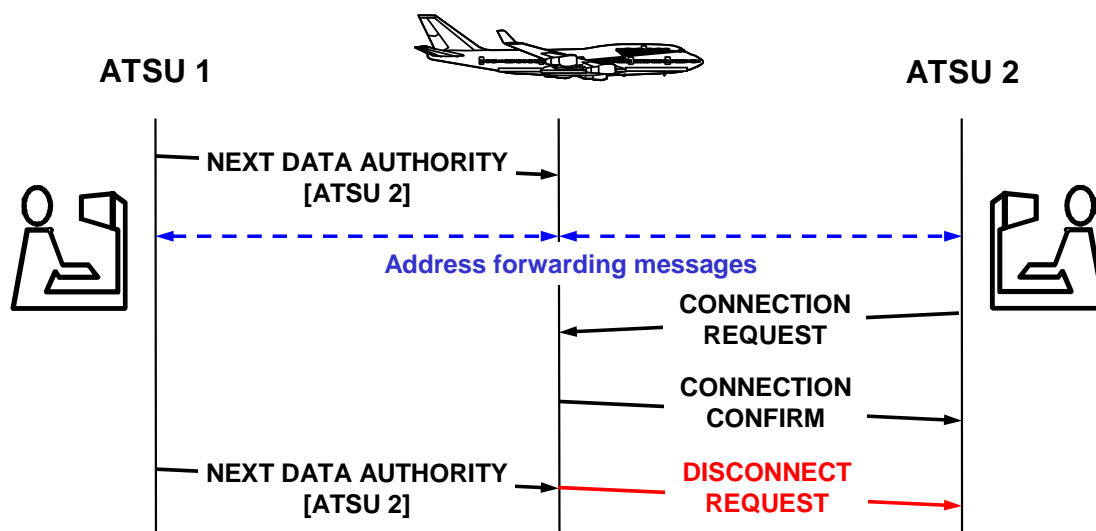 ATSU 1
ATSU 2
NEXT DATA AUTHORITY
[ATSU 2]
Address forwarding messages
CONNECTION
REQUEST
CONNECTION
CONFIRM
NEXT DATA AUTHORITY
[ATSU 2]
DISCONNECT
REQUEST